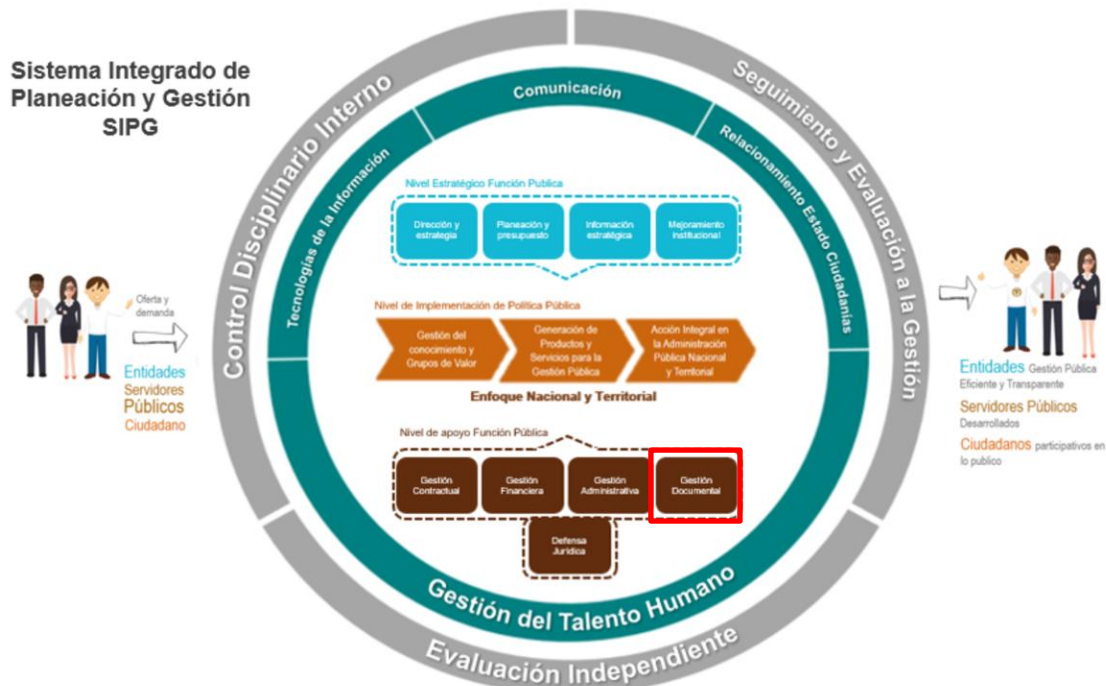 Sistema Integrado de
Planeación y Gestión
SIPG
Control Disciplinario Interno
Seguimiento y Evaluación a la Gestión
Evaluación Independiente
Tecnologías de la Información
Comunicación
Relacionamiento Estado Ciudadanías
Gestión del Talento Humano
Oferta y
demanda
Entidades
Servidores
Públicos
Ciudadano
Nivel Estratégico Función Publica
Dirección y
estrategia
Planeación y
presupuesto
Información
estratégica
Mejoramiento
institucional
Nivel de Implementación de Política Pública
Gestión del
conocimiento y
Grupos de Valor
Generación de
Productos y
Servicios para la
Gestión Pública
Acción Integral en
la Administración
Pública Nacional
y Territorial
Enfoque Nacional y Territorial
Nivel de apoyo Función Pública
Gestión
Contractual
Gestión
Financiera
Gestión
Administrativa
Gestión
Documental
Defensa
Jurídica
Entidades Gestión Pública
Eficiente y Transparente
Servidores Públicos
Desarrollados
Ciudadanos participativos en
lo publico